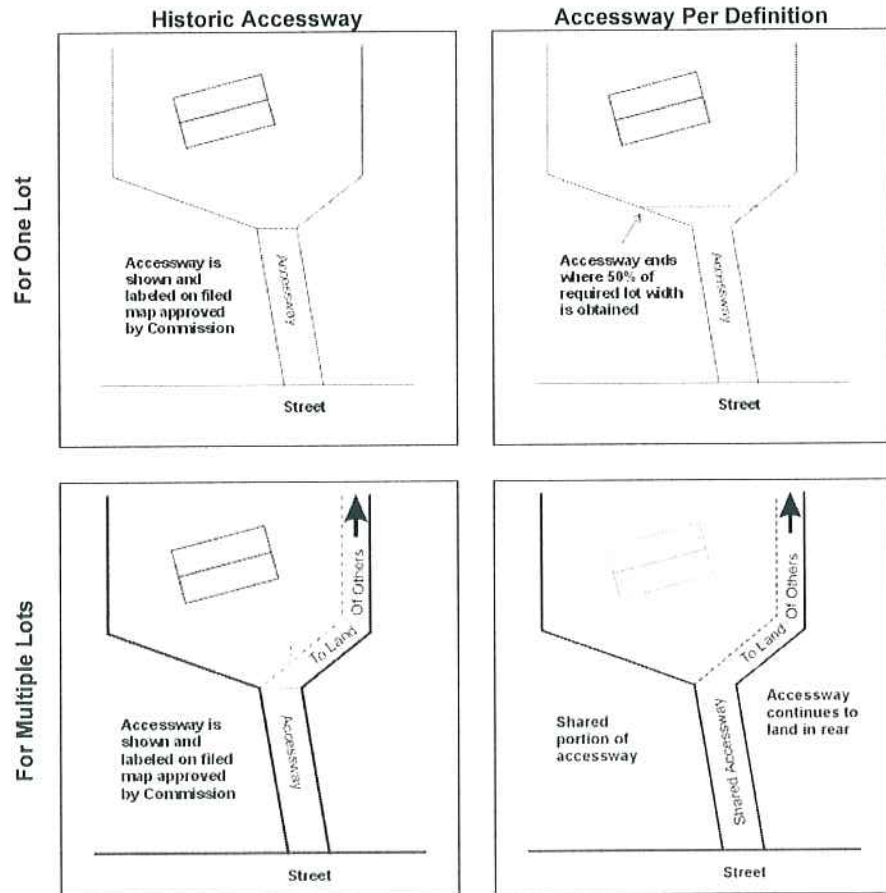 Historic Accessway
Accessway Per Definition
For One Lot
Accessway is
shown and
labeled on filed
map approved
by Commission
Accessway
Street
Accessway ends
where 50% of
required lot width
is obtained
Accessway
Street
For Multiple Lots
Accessway is
shown and
labeled on filed
map approved
by Commission
Accessway
To Land
Of Others
Street
Shared
portion of
accessway
Shared Accessway
To Land
Of Others
Accessway
continues to
land in rear
Street